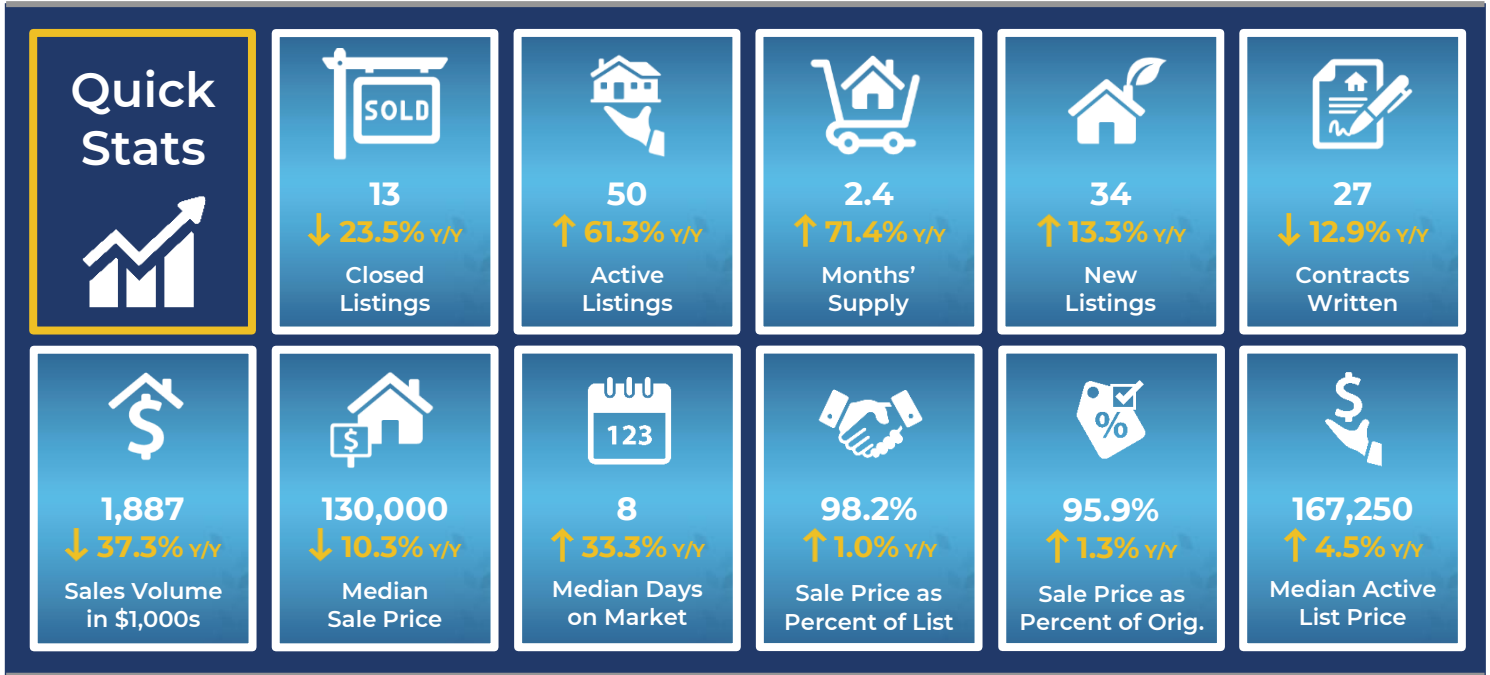 Quick
Stats
SOLD
13
↓ 23.5% Y/Y
Closed
Listings
50
↑ 61.3% Y/Y
Active
Listings
2.4
↑ 71.4% Y/Y
Months’
Supply
34
↑ 13.3% Y/Y
New
Listings
27
↓ 12.9% Y/Y
Contracts
Written
$
1,887
↓ 37.3% Y/Y
Sales Volume
in $1,000s
$
130,000
↓ 10.3% Y/Y
Median
Sale Price
123
8
↑ 33.3% Y/Y
Median Days
on Market
98.2%
↑ 1.0% Y/Y
Sale Price as
Percent of List
%
95.9%
↑ 1.3% Y/Y
Sale Price as
Percent of Orig.
$
167,250
↑ 4.5% Y/Y
Median Active
List Price